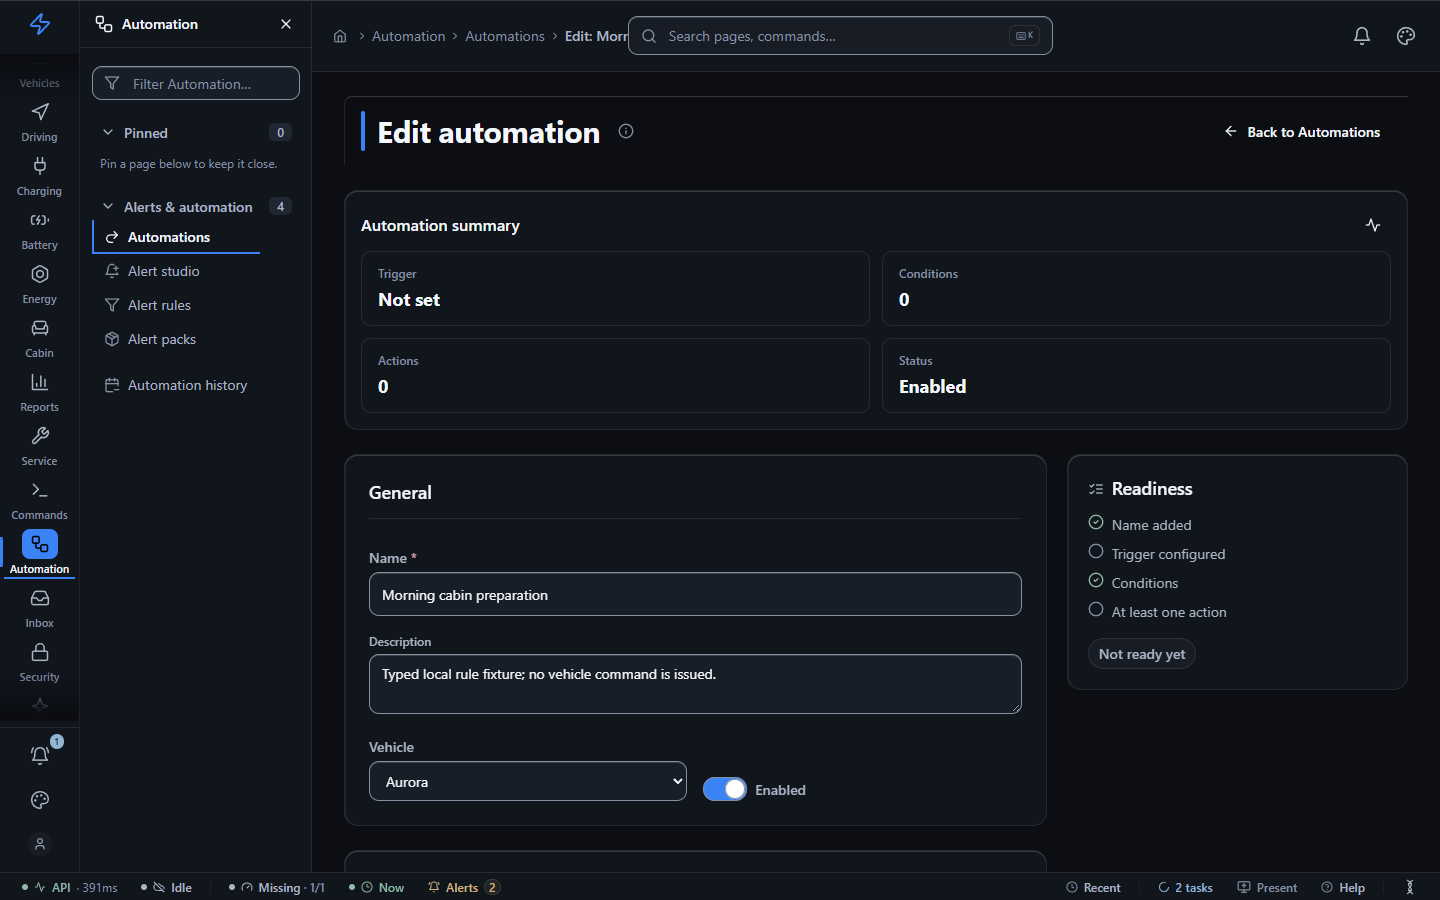 Automation
Vehicles
Driving
Charging
Battery
Energy
Cabin
Reports
Service
Commands
Automation
Inbox
Security
1
Filter Automation...
Pinned 0
Pin a page below to keep it close.
Alerts & automation 4
Automations
Alert studio
Alert rules
Alert packs
Automation history
Automation > Automations > Edit: Morr
Search pages, commands... K
Edit automation
Back to Automations
Automation summary
Trigger
Not set
Conditions
0
Actions
0
Status
Enabled
General
Name *
Morning cabin preparation
Description
Typed local rule fixture; no vehicle command is issued.
Vehicle
Aurora
Enabled
Readiness
Name added
Trigger configured
Conditions
At least one action
Not ready yet
API · 391ms Idle Missing · 1/1 Now Alerts 2 Recent 2 tasks Present Help